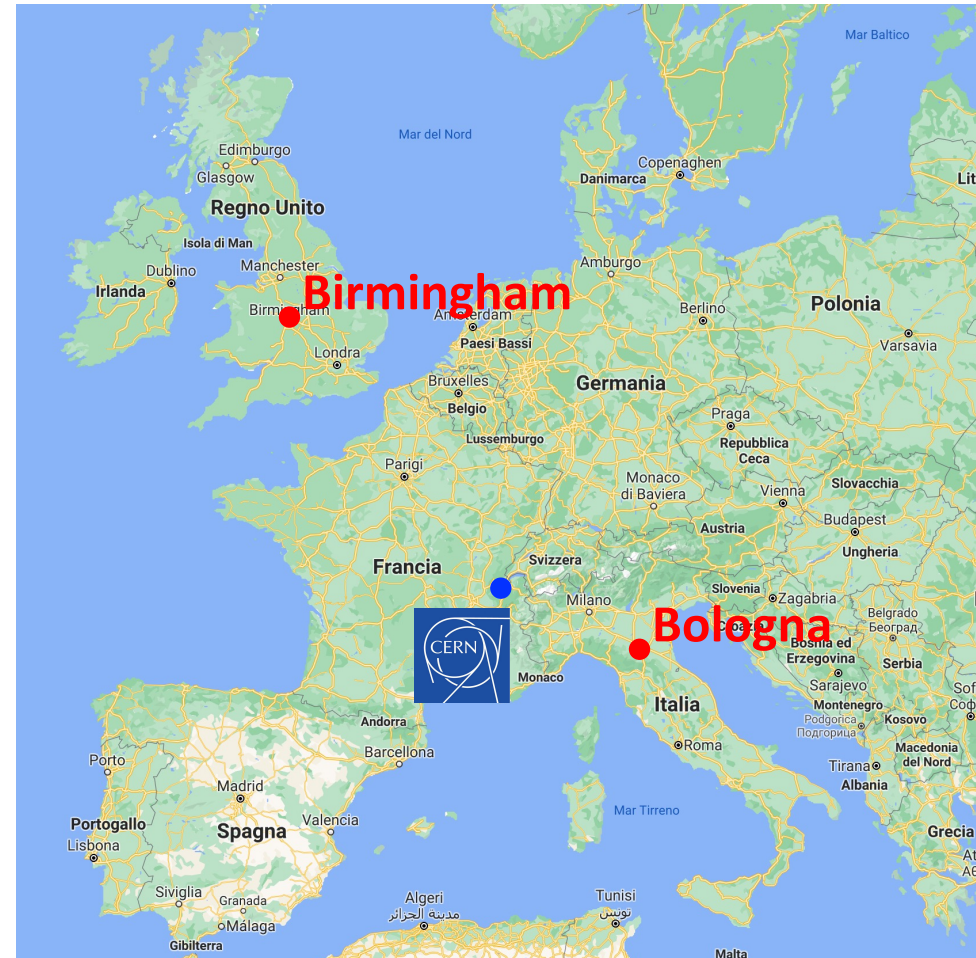 Mar Baltico
Mar del Nord
Edimburgo
Glasgow
Copenaghen
Danimarca
Lit
Regno Unito
Isola di Man
Dublino
Manchester
Amburgo
Irlanda
Birmingham
Birmingham
Amsterdam
Berlino
Polonia
Paesi Bassi
Varsavia
Londra
Bruxelles
Germania
Belgio
Praga
Lussemburgo
Repubblica
Ceca
Parigi
Monaco
di Baviera
Vienna
Slovacchia
Austria
Budapest
Ungheria
Francia
Svizzera
Milano
Slovenia
Zagabria
Bologna
Croazia
Belgrado
Београд
CERN
Bosnia ed
Erzegovina
Serbia
Monaco
Sarajevo
Sof
Italia
Montenegro
Podgorica
Подгорица
Kosovo
Andorra
Roma
Macedonia
del Nord
Barcellona
Porto
Tirana
Albania
Madrid
Mar Tirreno
Portogallo
Spagna
Valencia
Grecia
Lisbona
Siviglia
Granada
Málaga
Gibilterra
Algeri
مدينة الجزائر
Tunisi
تونس
Malta